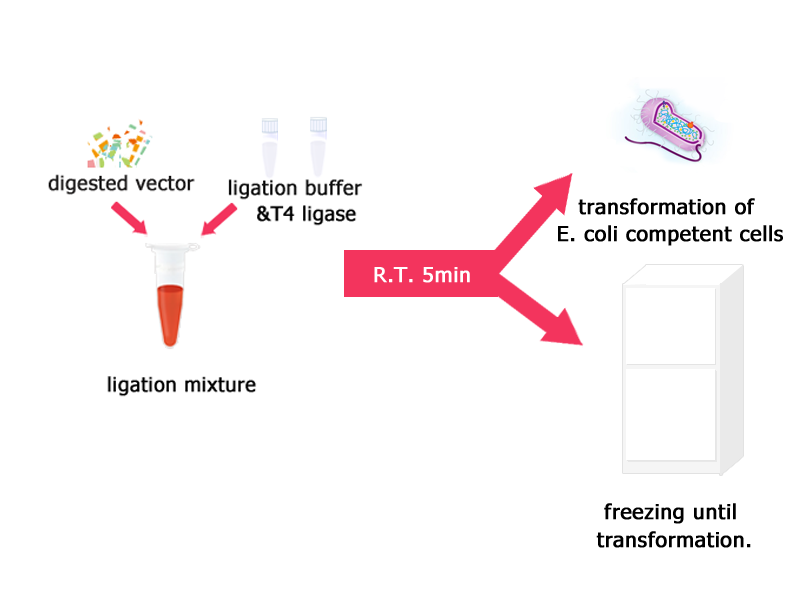 digested vector
ligation buffer
&T4 ligase
ligation mixture
R.T. 5min
transformation of
E. coli competent cells
freezing until
transformation.